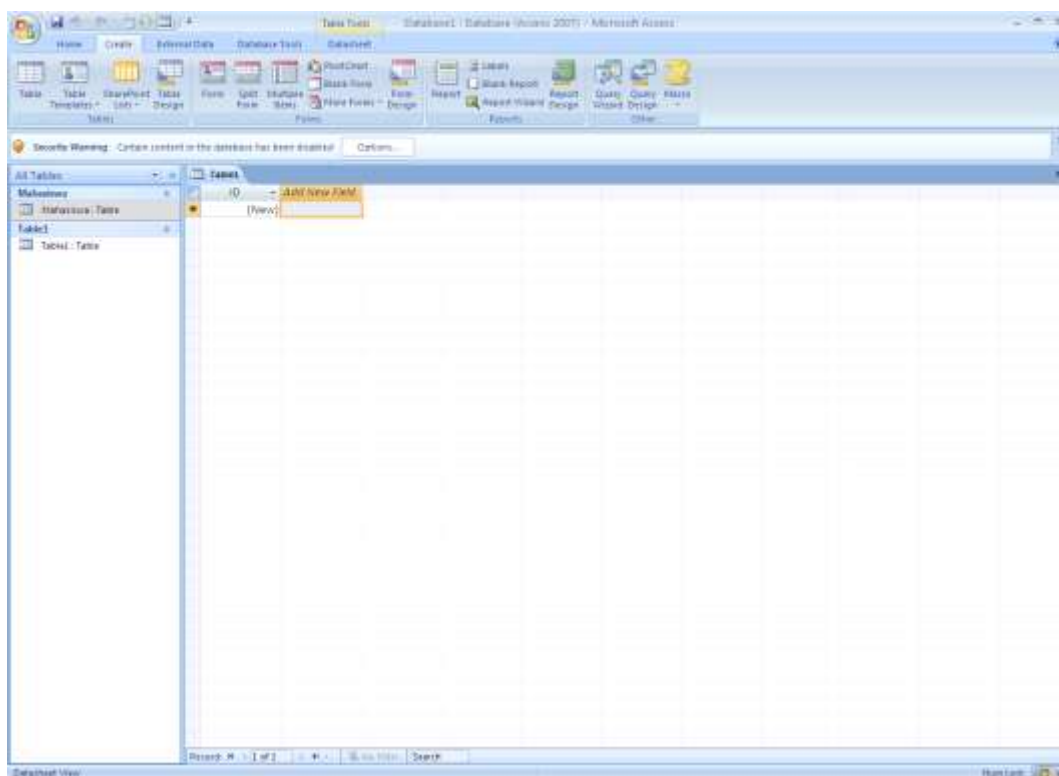 Table Tools Database1 : Database (Access 2007) - Microsoft Access
Home Create External Data Database Tools Datasheet
Table Table Templates SharePoint Lists Table Design
Form Split Form Multiple Items PivotChart Blank Form More Forms Form Design
Report Labels Blank Report Report Wizard Report Design
Query Wizard Query Design Macro
Tables Forms Reports Other
Security Warning Certain content in the database has been disabled Options...
All Tables
Mahasiswa
Mahasiswa : Table
Table1
Table1 : Table
Table1
ID Add New Field
(New)
Record: 1 of 1 No Filter Search
Datasheet View Num Lock